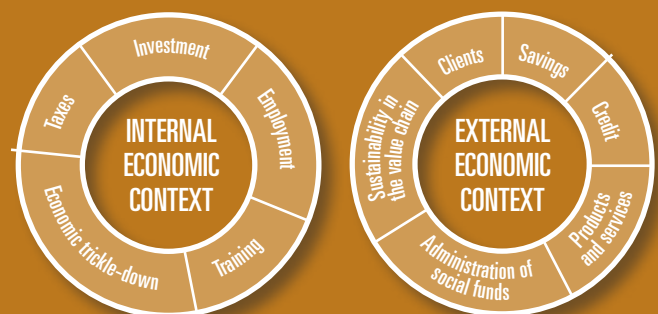 INTERNAL
ECONOMIC
CONTEXT
Investment
Employment
Training
Economic trickle-down
Taxes
EXTERNAL
ECONOMIC
CONTEXT
Clients
Savings
Credit
Products
and services
Administration of
social funds
Sustainability in
the value chain